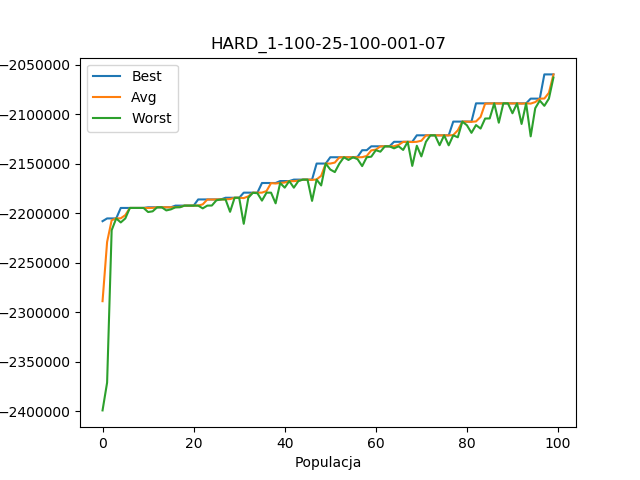 HARD_1-100-25-100-001-07
Best
Avg
Worst
−2050000
−2100000
−2150000
−2200000
−2250000
−2300000
−2350000
−2400000
0 20 40 60 80 100
Populacja